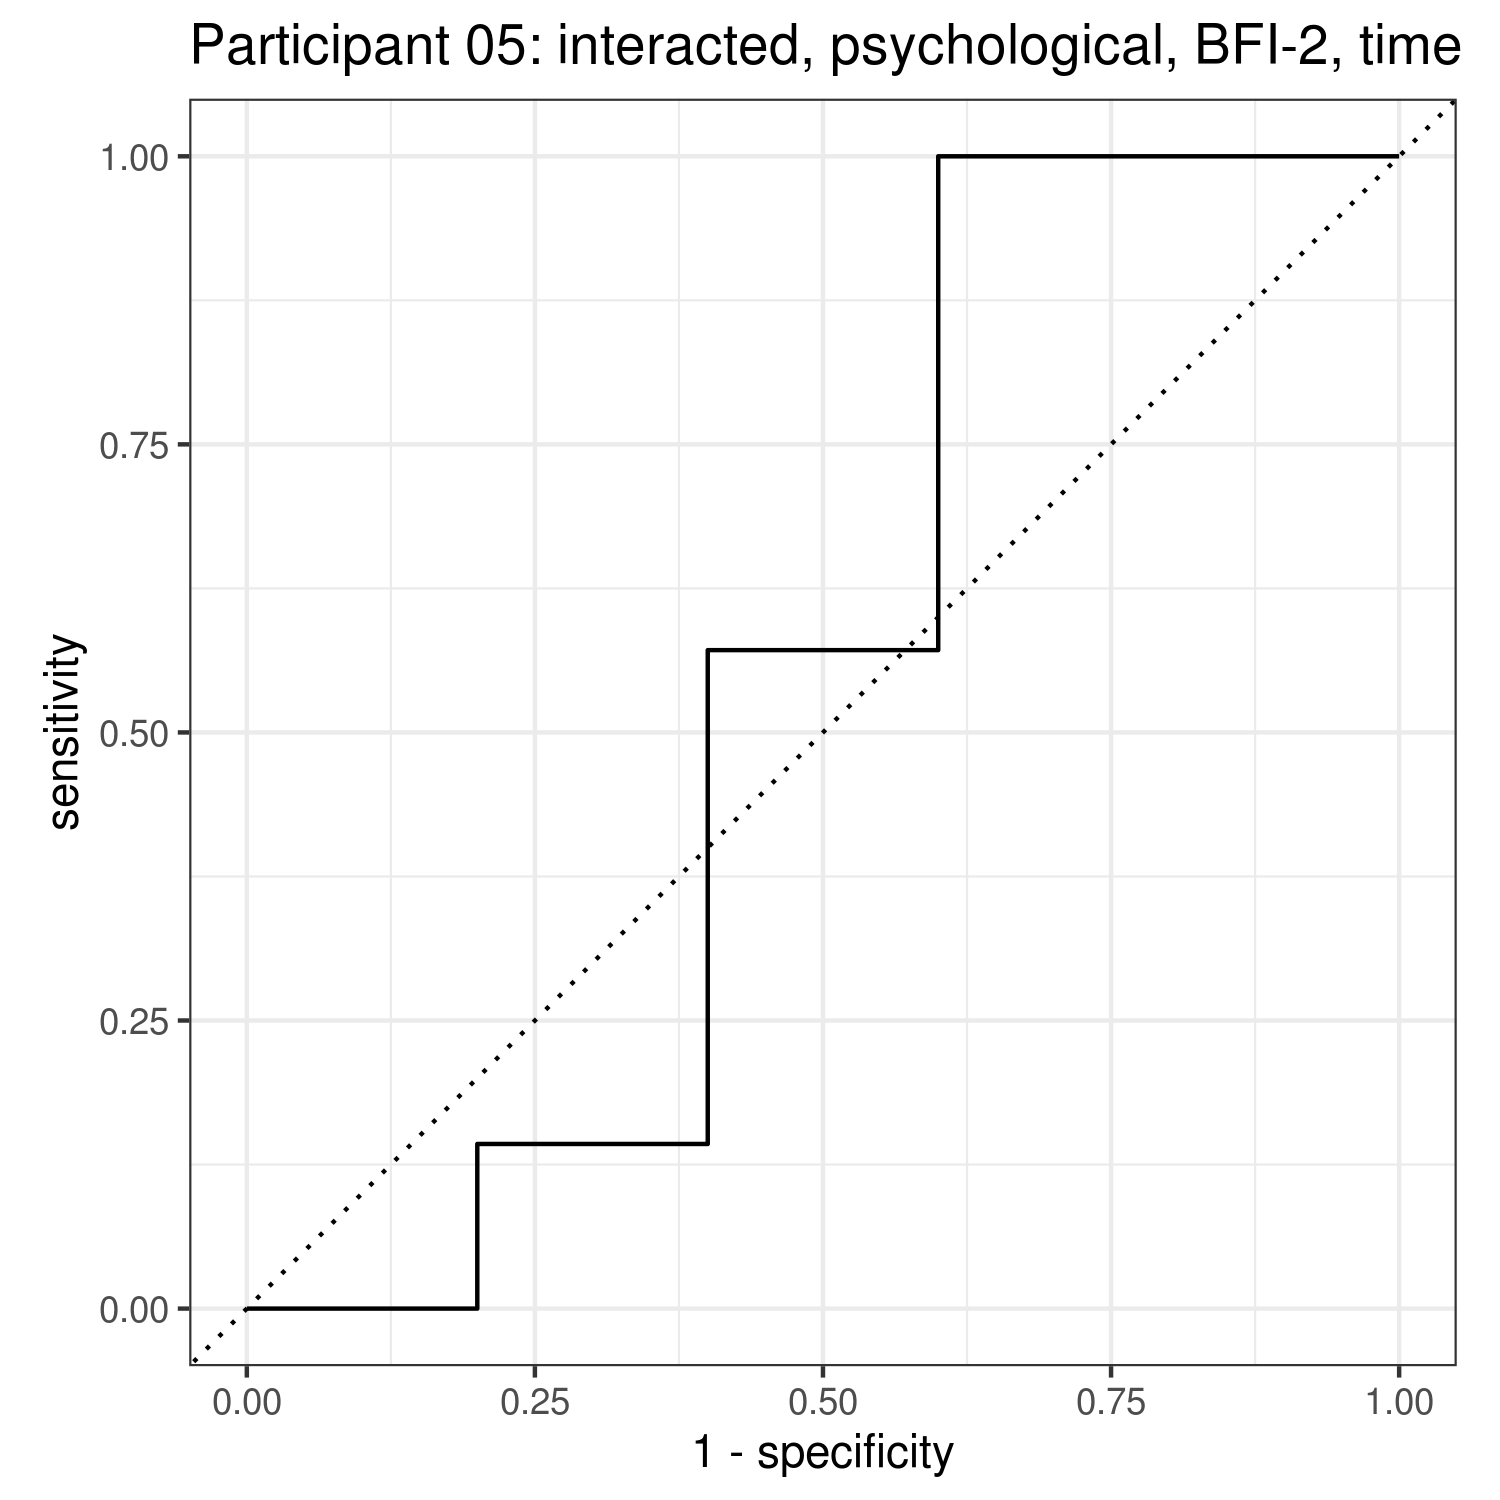 Participant 05: interacted, psychological, BFI-2, time
1.00
0.75
0.50
0.25
0.00
sensitivity
0.00 0.25 0.50 0.75 1.00
1 - specificity